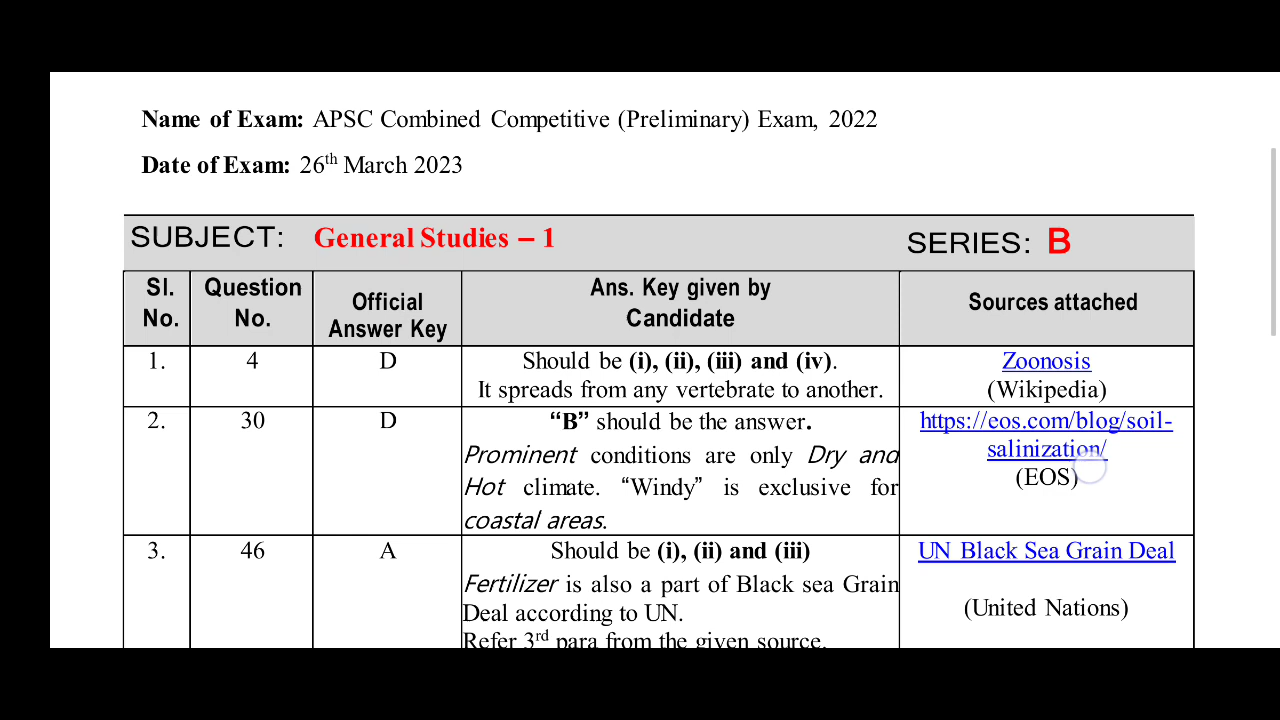 Name of Exam: APSC Combined Competitive (Preliminary) Exam, 2022
Date of Exam: 26th March 2023
SUBJECT: General Studies – 1 SERIES: B
Sl. No. Question No. Official Answer Key Ans. Key given by Candidate Sources attached
1. 4 D Should be (i), (ii), (iii) and (iv). Zoonosis
It spreads from any vertebrate to another. (Wikipedia)
2. 30 D “B” should be the answer. https://eos.com/blog/soil-
Prominent conditions are only Dry and salinization/
Hot climate. “Windy” is exclusive for (EOS)
coastal areas.
3. 46 A Should be (i), (ii) and (iii) UN Black Sea Grain Deal
Fertilizer is also a part of Black sea Grain
Deal according to UN. (United Nations)
Refer 3rd para from the given source.